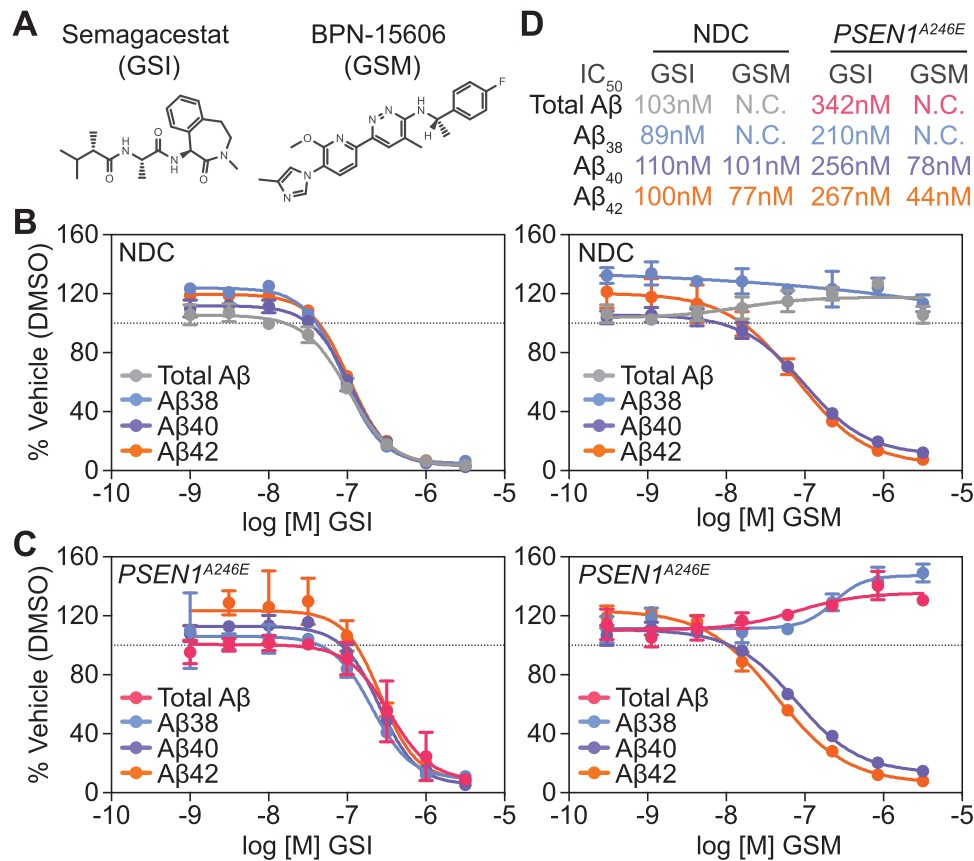 A
Semagacestat
(GSI)
BPN-15606
(GSM)
D
NDC
PSEN1A246E
IC50
GSI
GSM
GSI
GSM
Total Aβ
103nM
N.C.
342nM
N.C.
Aβ38
89nM
N.C.
210nM
N.C.
Aβ40
110nM
101nM
256nM
78nM
Aβ42
100nM
77nM
267nM
44nM
O
H
N
O
H
N
O
N
N
N
O
N
N
N
H
N
H
F
B
% Vehicle (DMSO)
160
120
80
40
0
NDC
Total Aβ
Aβ38
Aβ40
Aβ42
-10
-9
-8
-7
-6
-5
log [M] GSI
160
120
80
40
0
NDC
Total Aβ
Aβ38
Aβ40
Aβ42
-10
-9
-8
-7
-6
-5
log [M] GSM
C
% Vehicle (DMSO)
160
120
80
40
0
PSEN1A246E
Total Aβ
Aβ38
Aβ40
Aβ42
-10
-9
-8
-7
-6
-5
log [M] GSI
160
120
80
40
0
PSEN1A246E
Total Aβ
Aβ38
Aβ40
Aβ42
-10
-9
-8
-7
-6
-5
log [M] GSM